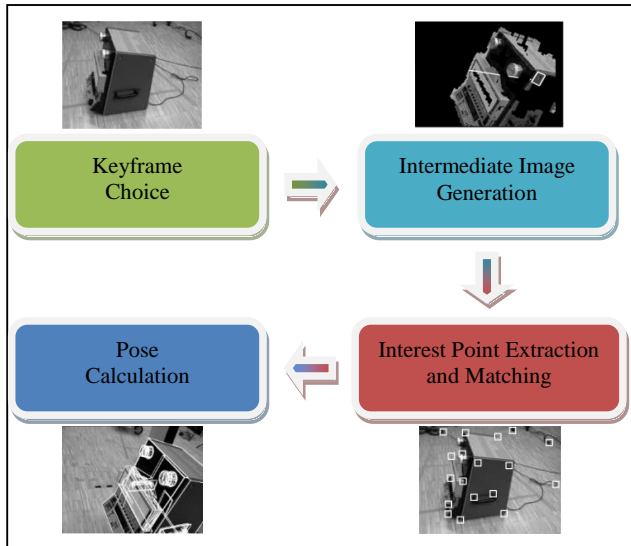 Keyframe
Choice
Intermediate Image
Generation
Pose
Calculation
Interest Point Extraction
and Matching